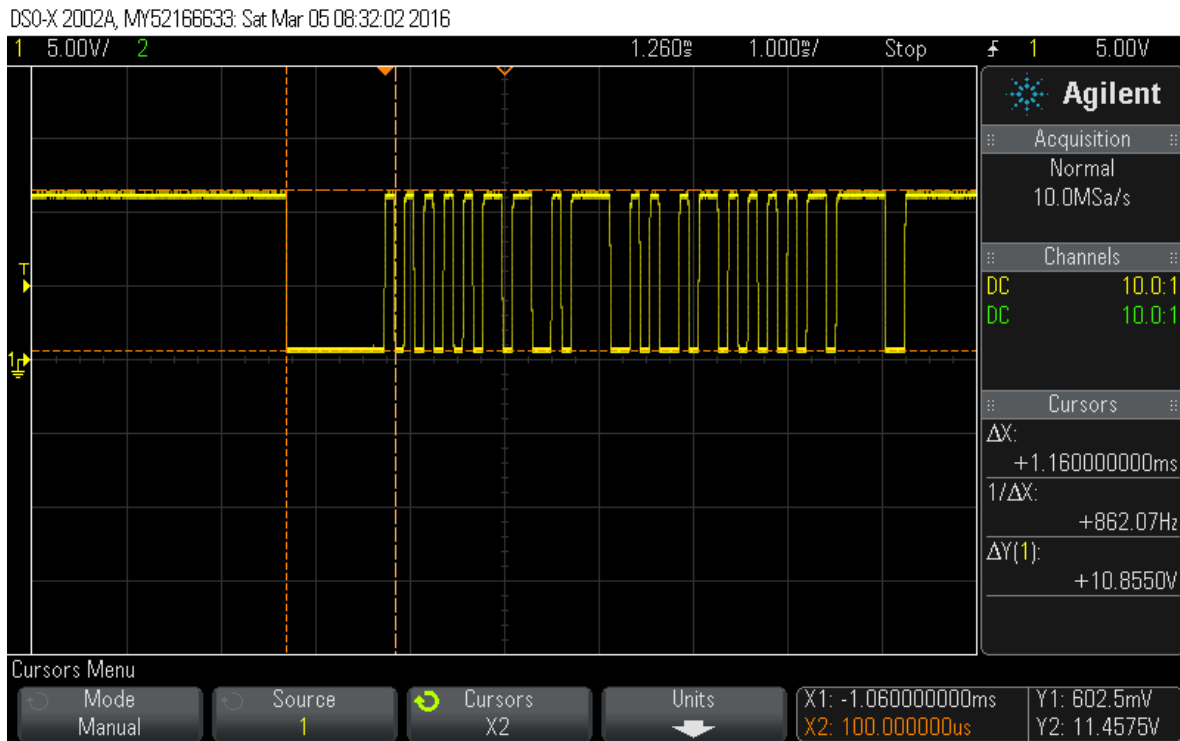 DSO-X 2002A, MY52166633: Sat Mar 05 08:32:02 2016
1 5.00V/ 2 1.260ms 1.000ms/ Stop 1 5.00V
Agilent
Acquisition
Normal
10.0MSa/s
Channels
DC 10.0:1
DC 10.0:1
Cursors
ΔX:
+1.160000000ms
1/ΔX:
+862.07Hz
ΔY(1):
+10.8550V
T
1
Cursors Menu
Mode
Manual
Source
1
Cursors
X2
Units
X1: -1.060000000ms
X2: 100.000000us
Y1: 602.5mV
Y2: 11.4575V